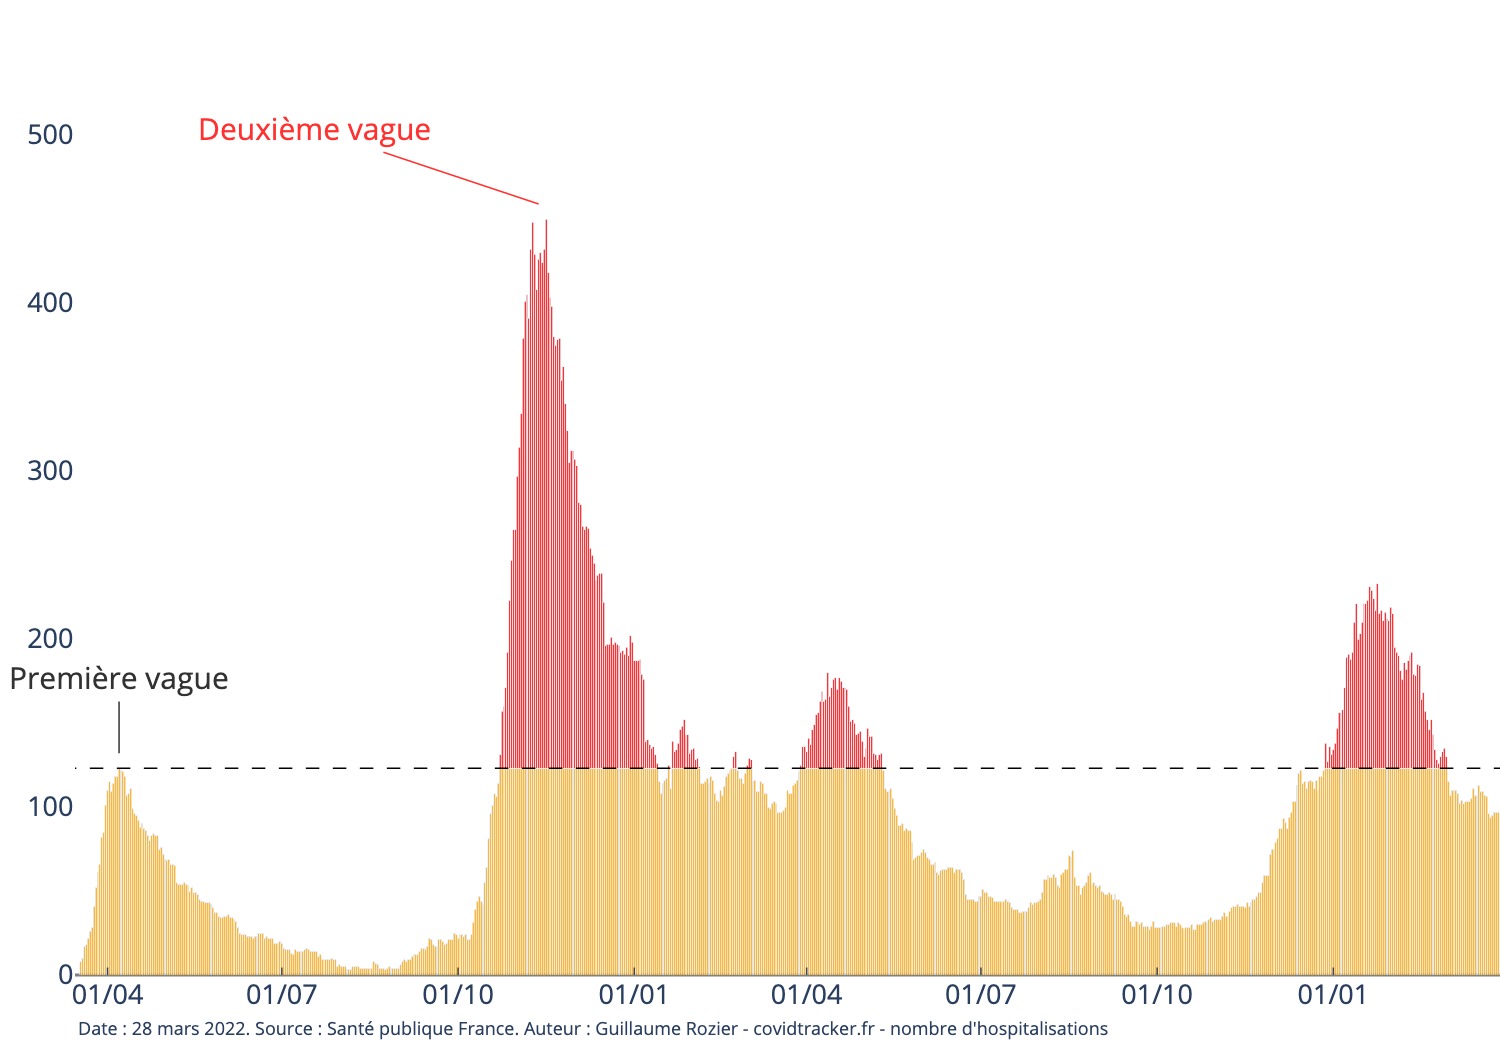 500
Deuxième vague
400
300
200
Première vague
100
0
01/04 01/07 01/10 01/01 01/04 01/07 01/10 01/01
Date : 28 mars 2022. Source : Santé publique France. Auteur : Guillaume Rozier - covidtracker.fr - nombre d'hospitalisations